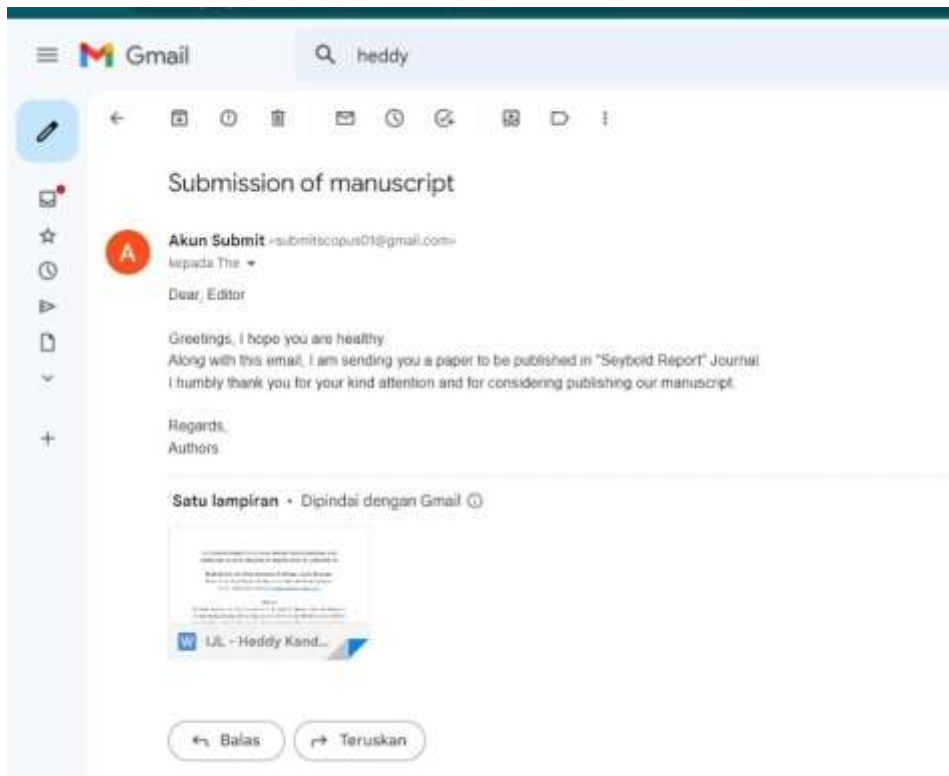 Gmail
heddy
Submission of manuscript
Akun Submit <submitscopus01@gmail.com>
kepada The
A
Dear, Editor
Greetings, I hope you are healthy.
Along with this email, I am sending you a paper to be published in "Seybold Report" Journal.
I humbly thank you for your kind attention and for considering publishing our manuscript.
Regards,
Authors
Satu lampiran • Dipindai dengan Gmail
W
IJL - Heddy Kand...
Balas
Teruskan